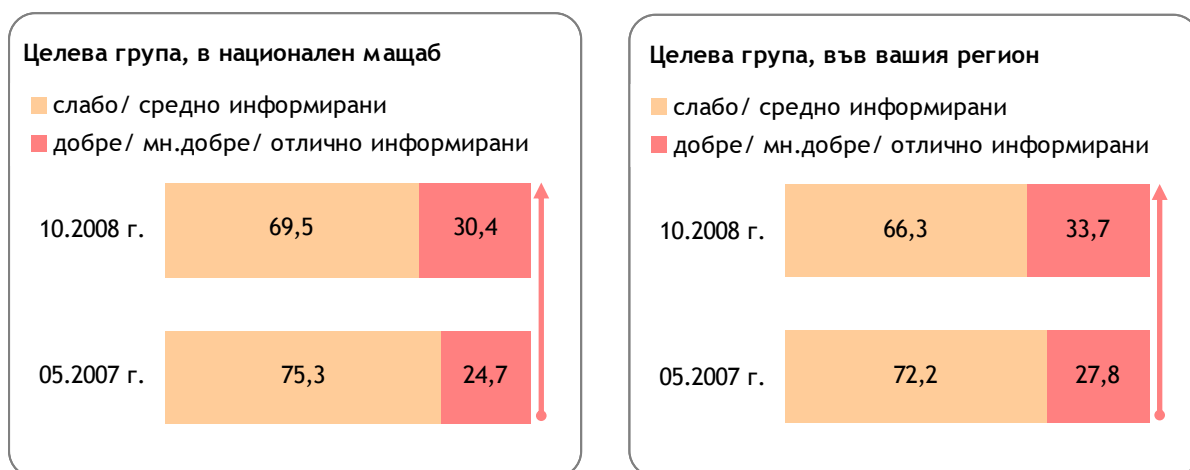 Целева група, в национален мащаб
слабо/ средно информирани
добре/ мн.добре/ отлично информирани
10.2008 г.
69,5
30,4
05.2007 г.
75,3
24,7
Целева група, във вашия регион
слабо/ средно информирани
добре/ мн.добре/ отлично информирани
10.2008 г.
66,3
33,7
05.2007 г.
72,2
27,8